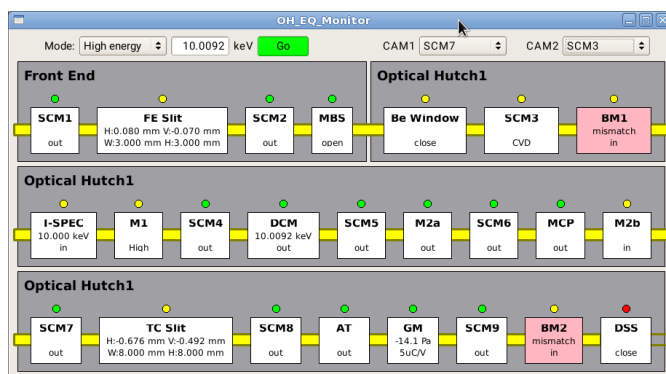 OH_EQ_Monitor
Mode: High energy 10.0092 keV Go CAM1 SCM7 CAM2 SCM3
Front End
SCM1
out
FE Slit
H:0.080 mm V:-0.070 mm
W:3.000 mm H:3.000 mm
SCM2
out
MBS
open
Optical Hutch1
Be Window
close
SCM3
CVD
BM1
mismatch
in
Optical Hutch1
I-SPEC
10.000 keV
in
M1
High
SCM4
out
DCM
10.0092 keV
out
SCM5
out
M2a
out
SCM6
out
MCP
out
M2b
in
Optical Hutch1
SCM7
out
TC Slit
H:-0.676 mm V:-0.492 mm
W:8.000 mm H:8.000 mm
SCM8
out
AT
out
GM
-14.1 Pa
5uC/V
SCM9
out
BM2
mismatch
in
DSS
close